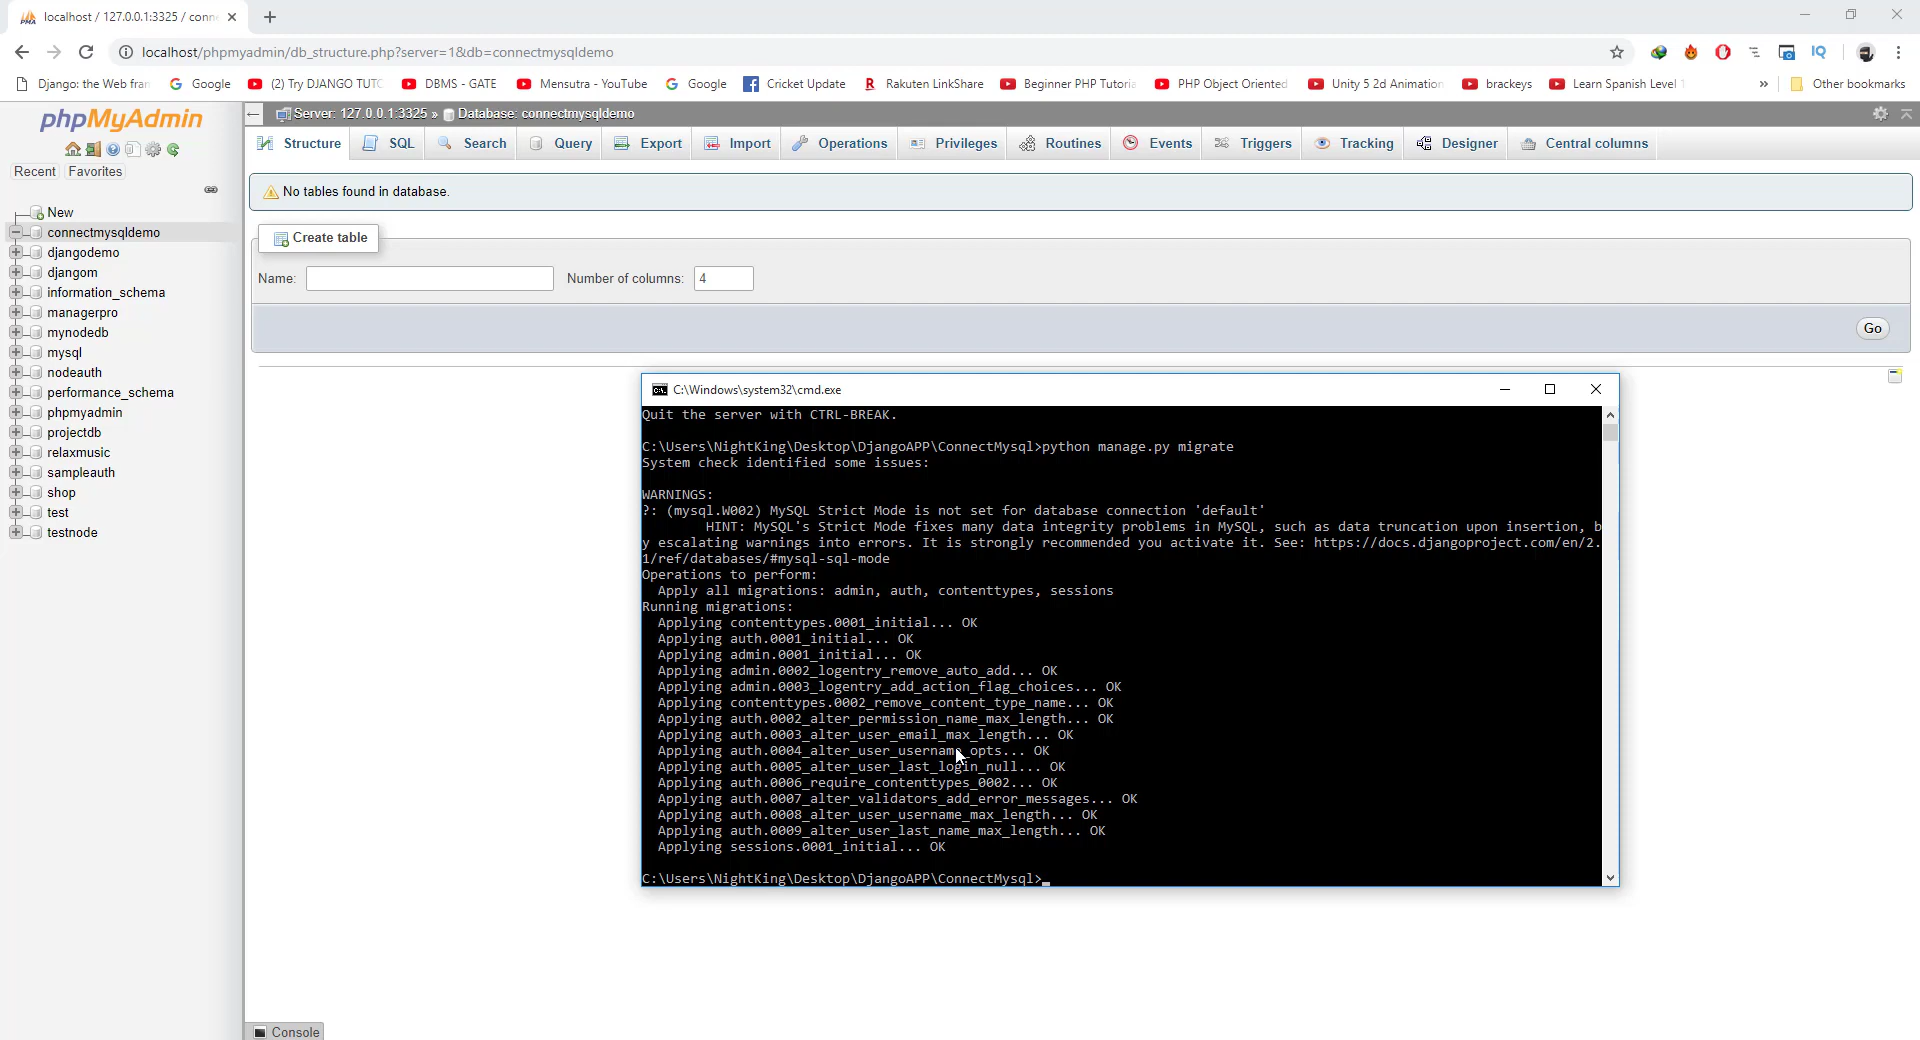 localhost / 127.0.0.1:3325 / conn
localhost/phpmyadmin/db_structure.php?server=1&db=connectmysqldemo
IQ
Django: the Web fran
Google
(2) Try DJANGO TUTO
DBMS - GATE
Mensutra - YouTube
Google
Cricket Update
Rakuten LinkShare
Beginner PHP Tutoria
PHP Object Oriented
Unity 5 2d Animation
brackeys
Learn Spanish Level 1
»
Other bookmarks
phpMyAdmin
Recent
Favorites
New
connectmysqldemo
djangodemo
djangom
information_schema
managerpro
mynodedb
mysql
nodeauth
performance_schema
phpmyadmin
projectdb
relaxmusic
sampleauth
shop
test
testnode
Server: 127.0.0.1:3325 » Database: connectmysqldemo
Structure
SQL
Search
Query
Export
Import
Operations
Privileges
Routines
Events
Triggers
Tracking
Designer
Central columns
No tables found in database.
Create table
Name:
Number of columns: 4
Go
C:\Windows\system32\cmd.exe
Quit the server with CTRL-BREAK.
C:\Users\NightKing\Desktop\DjangoAPP\ConnectMysql>python manage.py migrate
System check identified some issues:
WARNINGS:
?: (mysql.W002) MySQL Strict Mode is not set for database connection 'default'
HINT: MySQL's Strict Mode fixes many data integrity problems in MySQL, such as data truncation upon insertion, b
y escalating warnings into errors. It is strongly recommended you activate it. See: https://docs.djangoproject.com/en/2.
1/ref/databases/#mysql-sql-mode
Operations to perform:
Apply all migrations: admin, auth, contenttypes, sessions
Running migrations:
Applying contenttypes.0001_initial... OK
Applying auth.0001_initial... OK
Applying admin.0001_initial... OK
Applying admin.0002_logentry_remove_auto_add... OK
Applying admin.0003_logentry_add_action_flag_choices... OK
Applying contenttypes.0002_remove_content_type_name... OK
Applying auth.0002_alter_permission_name_max_length... OK
Applying auth.0003_alter_user_email_max_length... OK
Applying auth.0004_alter_user_username_opts... OK
Applying auth.0005_alter_user_last_login_null... OK
Applying auth.0006_require_contenttypes_0002... OK
Applying auth.0007_alter_validators_add_error_messages... OK
Applying auth.0008_alter_user_username_max_length... OK
Applying auth.0009_alter_user_last_name_max_length... OK
Applying sessions.0001_initial... OK
C:\Users\NightKing\Desktop\DjangoAPP\ConnectMysql>
Console